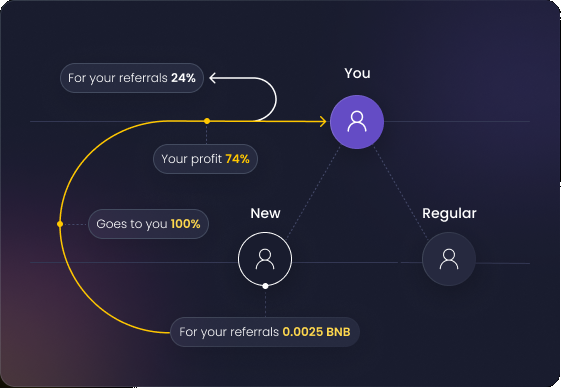 You
For your referrals 24%
Your profit 74%
New
Regular
Goes to you 100%
For your referrals 0.0025 BNB